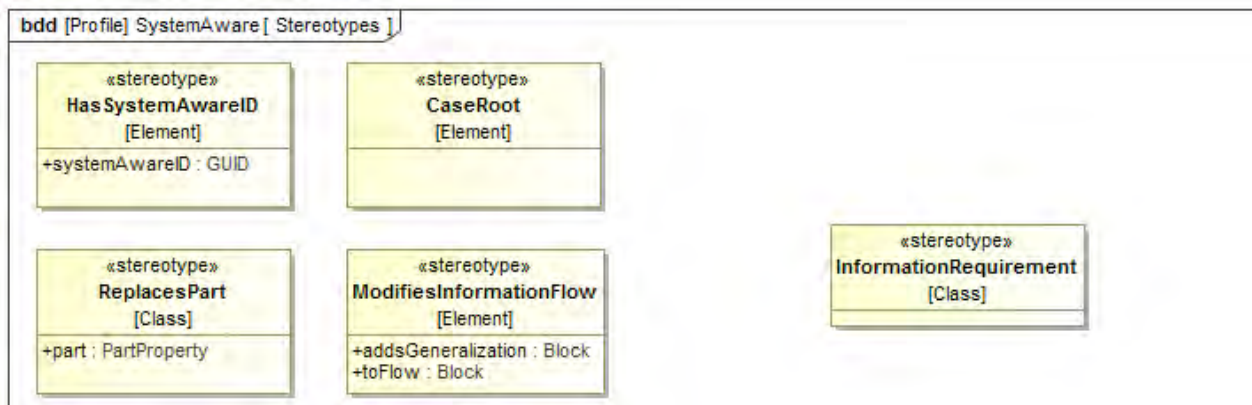 bdd [Profile] SystemAware [ Stereotypes ]
«stereotype»
HasSystemAwareID
[Element]
+systemAwareID : GUID
«stereotype»
CaseRoot
[Element]
«stereotype»
ReplacesPart
[Class]
+part : PartProperty
«stereotype»
ModifiesInformationFlow
[Element]
+addsGeneralization : Block
+toFlow : Block
«stereotype»
InformationRequirement
[Class]